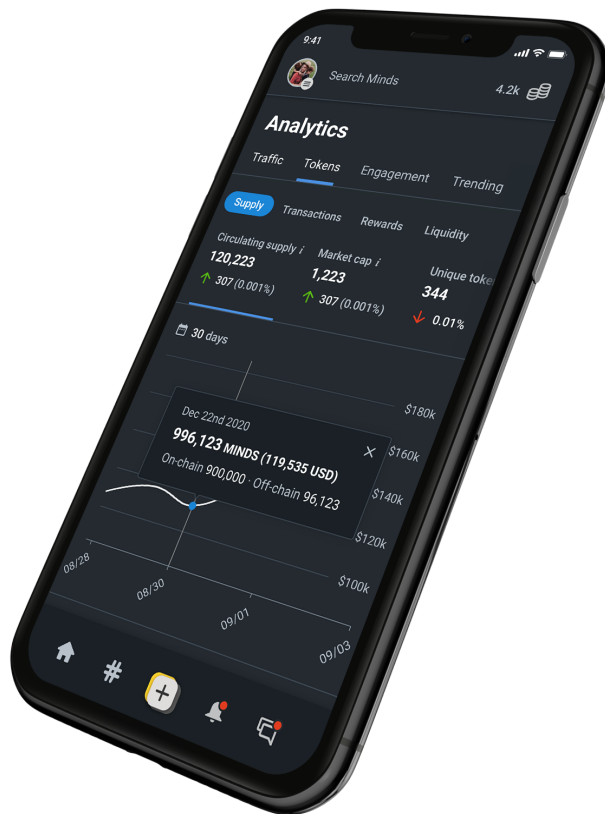 9:41
Search Minds
4.2k
Analytics
Traffic Tokens Engagement Trending
Supply Transactions Rewards Liquidity
Circulating supply i
120,223
307 (0.001%)
Market cap i
1,223
307 (0.001%)
Unique toke
344
0.01%
30 days
$180k
$160k
$140k
$120k
$100k
Dec 22nd 2020
996,123 MINDS (119,535 USD)
On-chain 900,000 · Off-chain 96,123
08/28 08/30 09/01 09/03